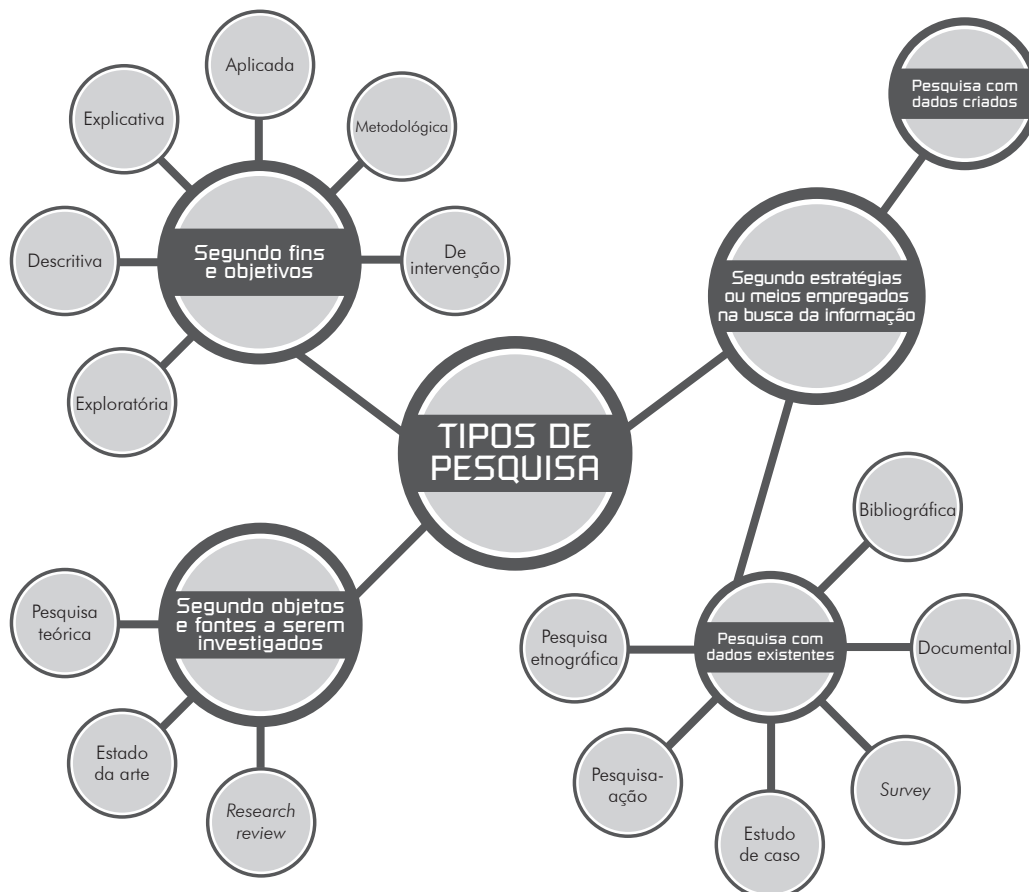 TIPOS DE
PESQUISA
Segundo fins
e objetivos
Exploratória
Descritiva
Explicativa
Aplicada
Metodológica
De
intervenção
Segundo estratégias
ou meios empregados
na busca da informação
Pesquisa com
dados criados
Pesquisa com
dados existentes
Bibliográfica
Documental
Survey
Estudo
de caso
Pesquisa-
ação
Pesquisa
etnográfica
Segundo objetos
e fontes a serem
investigados
Pesquisa
teórica
Estado
da arte
Research
review